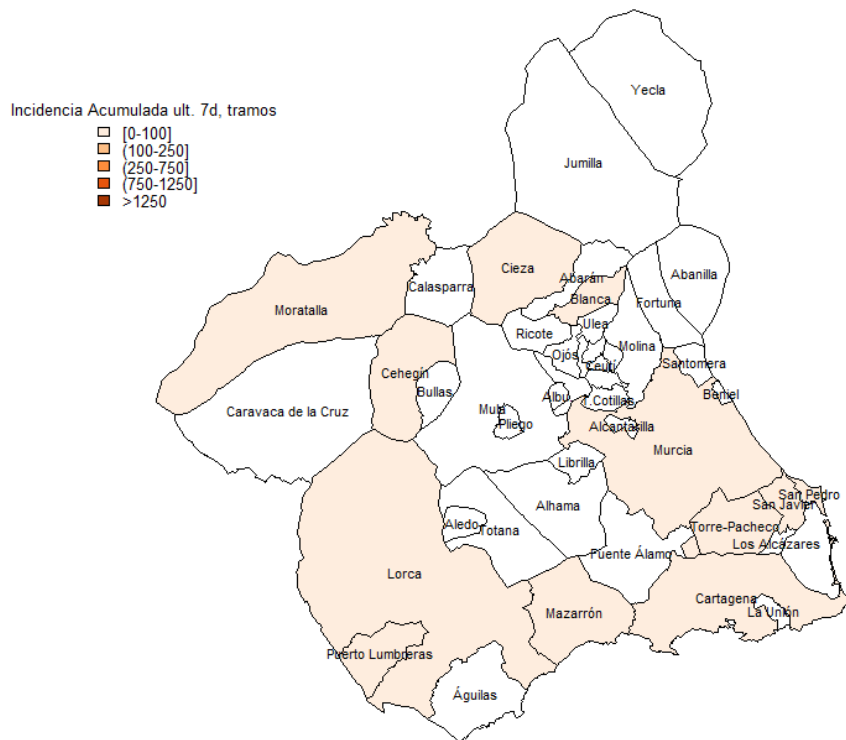 Incidencia Acumulada ult. 7d, tramos
[0-100]
(100-250]
(250-750]
(750-1250]
>1250
Yecla
Jumilla
Cieza
Abarán
Abanilla
Calasparra
Blanca
Fortuna
Moratalla
Ulea
Ricote
Molina
Ojós
Ceutí
Santomera
Cehegín
Bullas
Albu
T.Cotillas
Beniel
Caravaca de la Cruz
Mula
Pliego
Alcantarilla
Murcia
Librilla
San Pedro
San Javier
Alhama
Aledo
Totana
Torre-Pacheco
Los Alcázares
Puente Álamo
Lorca
Cartagena
La Unión
Mazarrón
Puerto Lumbreras
Águilas